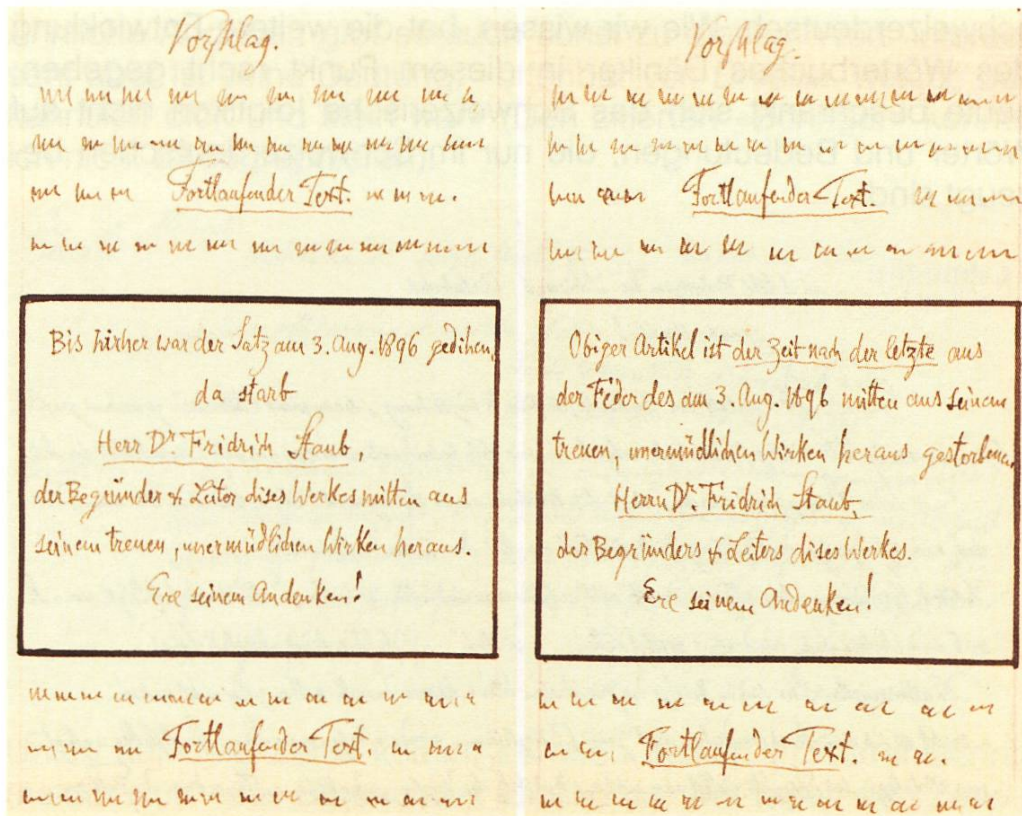 Vorschlag.
Fortlaufender Text.
Bis hieher war der Satz am 3. Aug. 1896 gedihen,
da starb
Herr Dr. Fridrich Staub,
der Begründer & Leiter dises Werkes mitten aus
seinem treuen, unermüdlichen Wirken heraus.
Ere seinem Andenken!
Fortlaufender Text.
Vorschlag.
Fortlaufender Text.
Obiger Artikel ist der Zeit nach der letzte aus
der Feder des am 3. Aug. 1896 mitten aus seinem
treuen, unermüdlichen Wirken heraus gestorbenen
Herrn Dr. Fridrich Staub,
des Begründers & Leiters dises Werkes.
Ere seinem Andenken!
Fortlaufender Text.